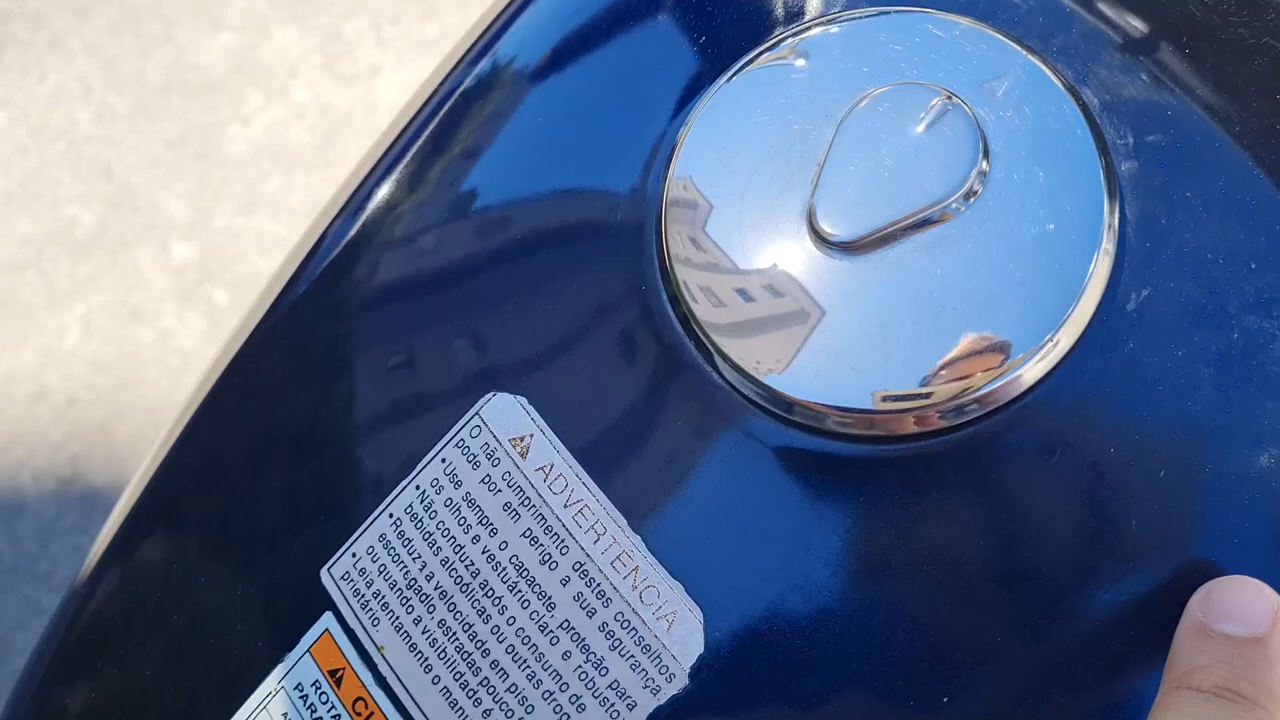 ADVERTÊNCIA
O não cumprimento destes conselhos
pode por em perigo a sua segurança
•Use sempre o capacete, proteção para
os olhos e vestuário claro e robusto.
•Não conduza após o consumo de
bebidas alcoólicas ou outras
•Reduza a velocidade em piso
escorregadio, estradas pouco
ou quando a visibilidade é
•Leia atentamente o
prietário.
ROTA
PARA